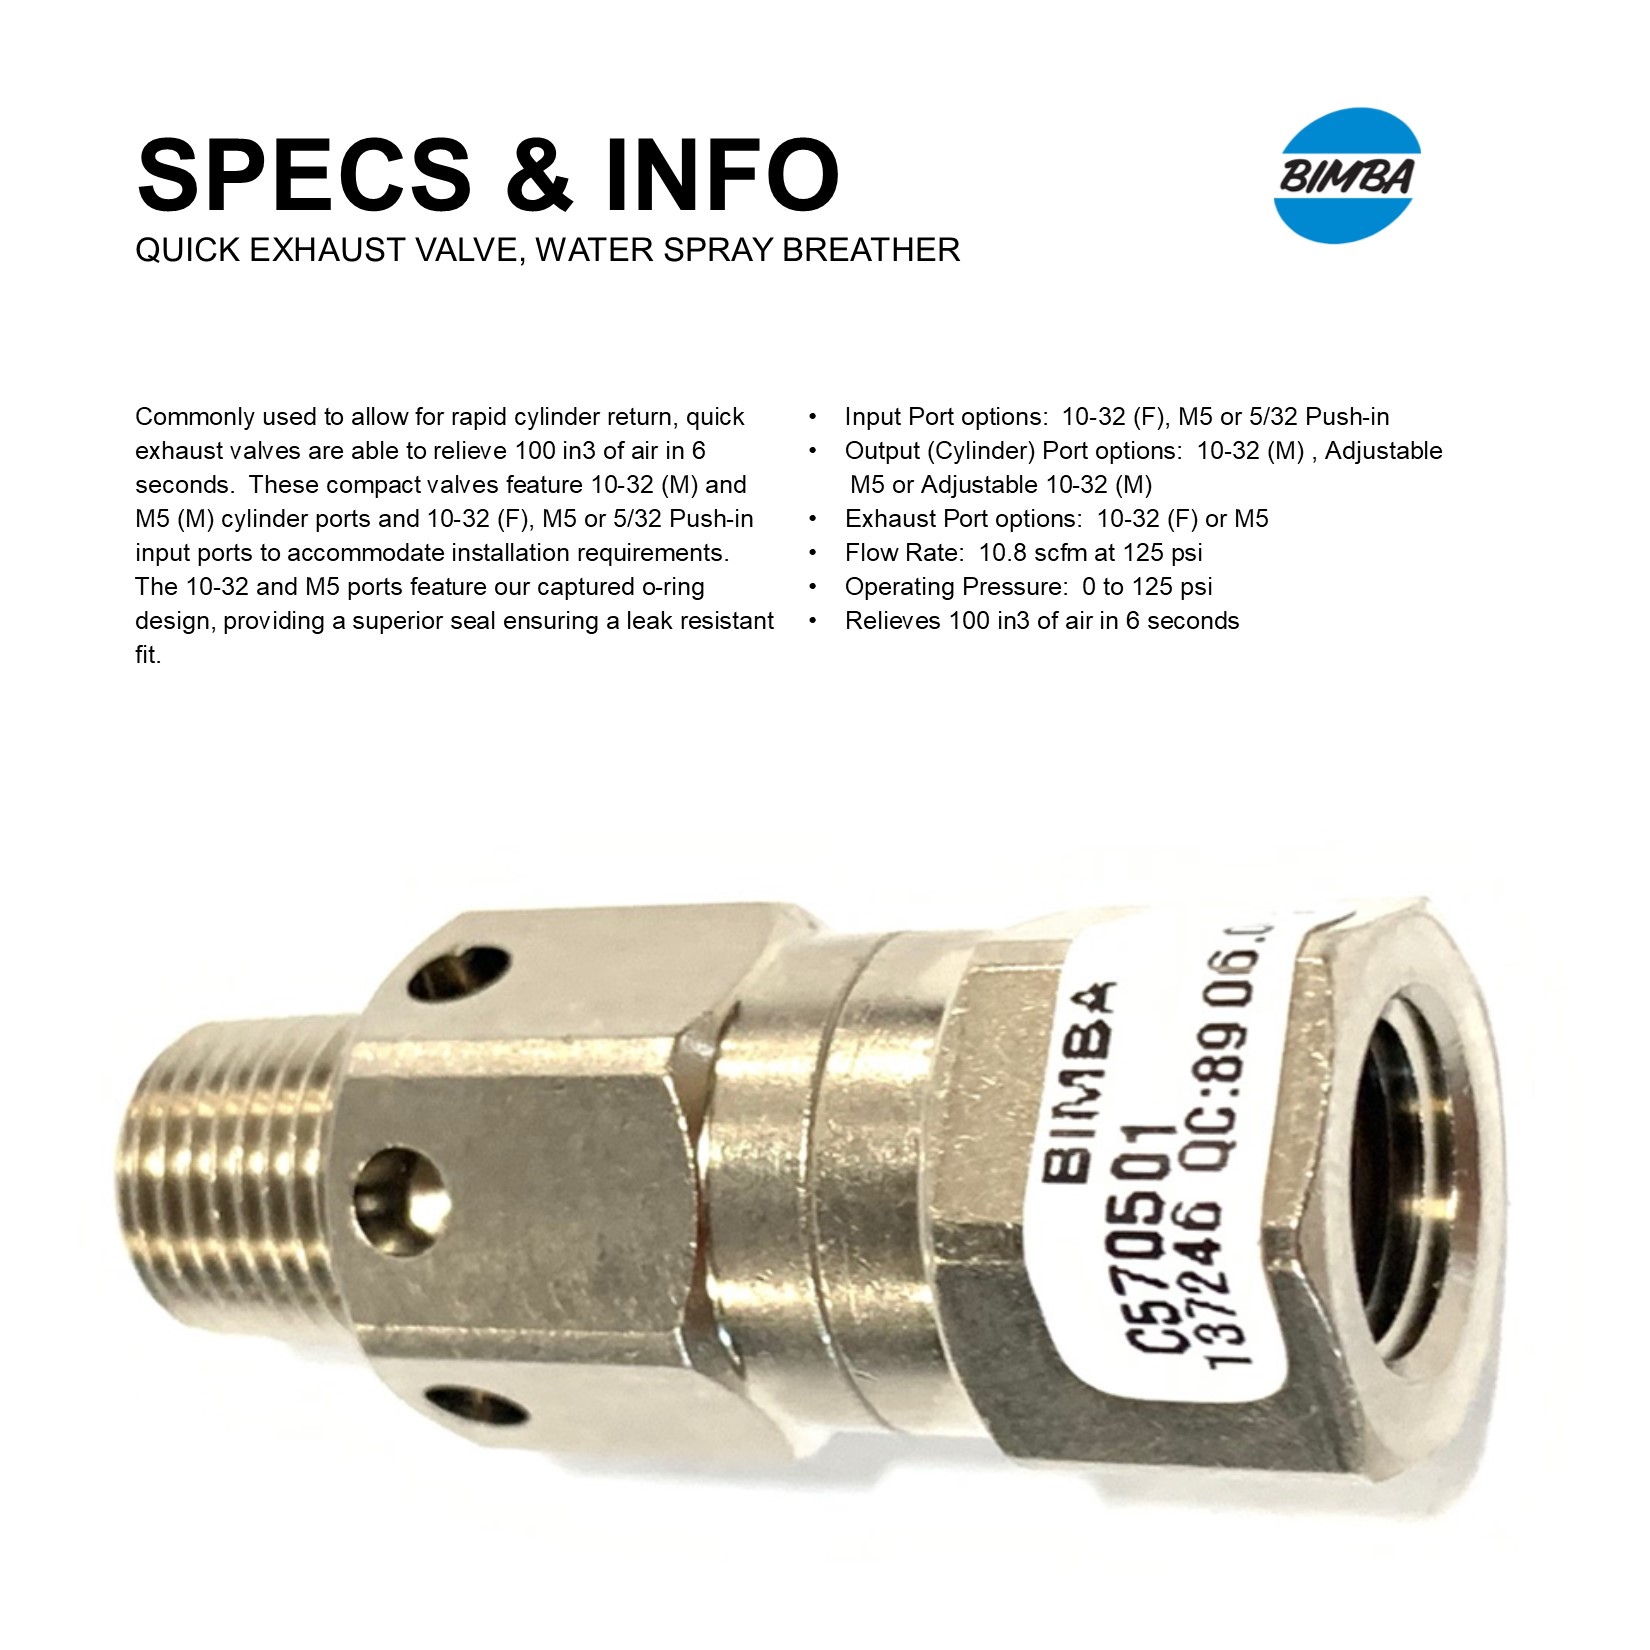 SPECS & INFO
QUICK EXHAUST VALVE, WATER SPRAY BREATHER
BIMBA
Commonly used to allow for rapid cylinder return, quick
exhaust valves are able to relieve 100 in3 of air in 6
seconds. These compact valves feature 10-32 (M) and
M5 (M) cylinder ports and 10-32 (F), M5 or 5/32 Push-in
input ports to accommodate installation requirements.
The 10-32 and M5 ports feature our captured o-ring
design, providing a superior seal ensuring a leak resistant
fit.
• Input Port options: 10-32 (F), M5 or 5/32 Push-in
• Output (Cylinder) Port options: 10-32 (M) , Adjustable
M5 or Adjustable 10-32 (M)
• Exhaust Port options: 10-32 (F) or M5
• Flow Rate: 10.8 scfm at 125 psi
• Operating Pressure: 0 to 125 psi
• Relieves 100 in3 of air in 6 seconds
BIMBA
C570501
137246 QC:89